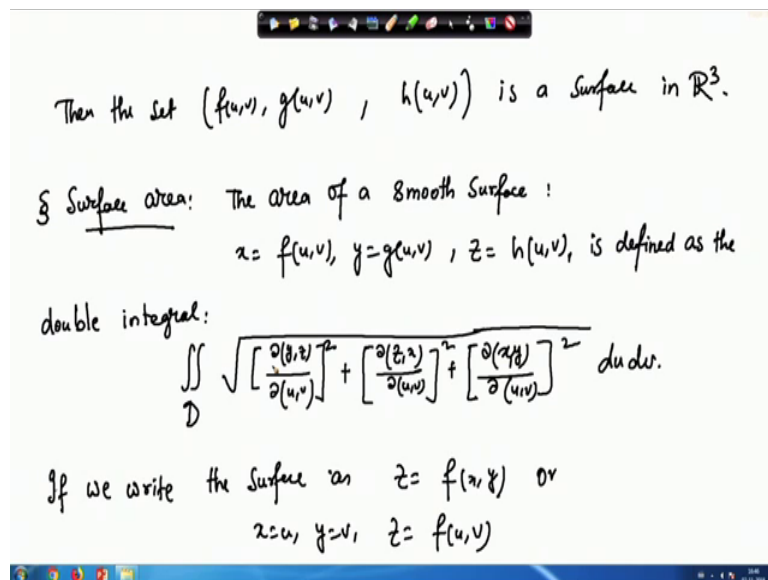 Then the set (f(u,v), g(u,v) , h(u,v)) is a surface in ℝ³.
§ Surface area: The area of a smooth surface:
x = f(u,v), y = g(u,v) , z = h(u,v), is defined as the
double integral:
∬_D √([∂(y,z)/∂(u,v)]² + [∂(z,x)/∂(u,v)]² + [∂(x,y)/∂(u,v)]²) du dv.
If we write the surface as z = f(x,y) or
x=u, y=v, z = f(u,v)